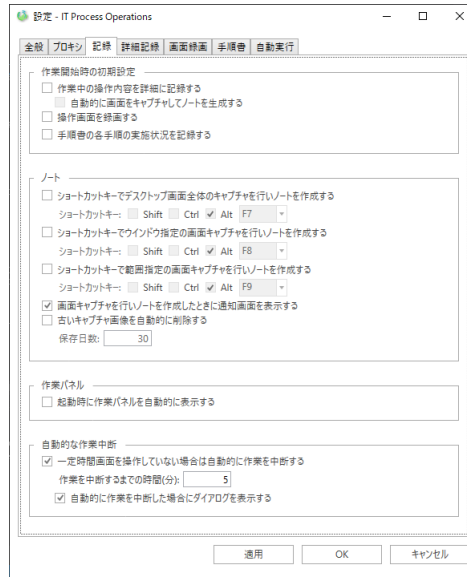 設定 - IT Process Operations
全般 プロキシ 記録 詳細記録 画面録画 手順書 自動実行
作業開始時の初期設定
作業中の操作内容を詳細に記録する
自動的に画面をキャプチャしてノートを生成する
操作画面を録画する
手順書の各手順の実施状況を記録する
ノート
ショートカットキーでデスクトップ画面全体のキャプチャを行いノートを作成する
ショートカットキー: Shift Ctrl Alt F7
ショートカットキーでウインドウ指定の画面キャプチャを行いノートを作成する
ショートカットキー: Shift Ctrl Alt F8
ショートカットキーで範囲指定の画面キャプチャを行いノートを作成する
ショートカットキー: Shift Ctrl Alt F9
画面キャプチャを行いノートを作成したときに通知画面を表示する
古いキャプチャ画像を自動的に削除する
保存日数: 30
作業パネル
起動時に作業パネルを自動的に表示する
自動的な作業中断
一定時間画面を操作していない場合は自動的に作業を中断する
作業を中断するまでの時間(分): 5
自動的に作業を中断した場合にダイアログを表示する
適用 OK キャンセル